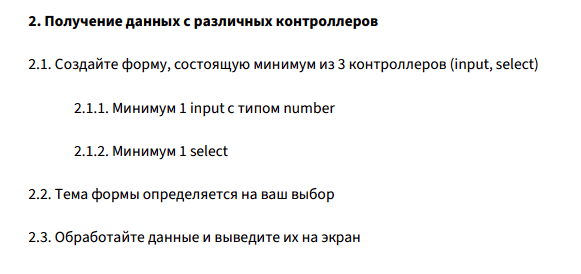 2. Получение данных с различных контроллеров
2.1. Создайте форму, состоящую минимум из 3 контроллеров (input, select)
2.1.1. Минимум 1 input с типом number
2.1.2. Минимум 1 select
2.2. Тема формы определяется на ваш выбор
2.3. Обработайте данные и выведите их на экран